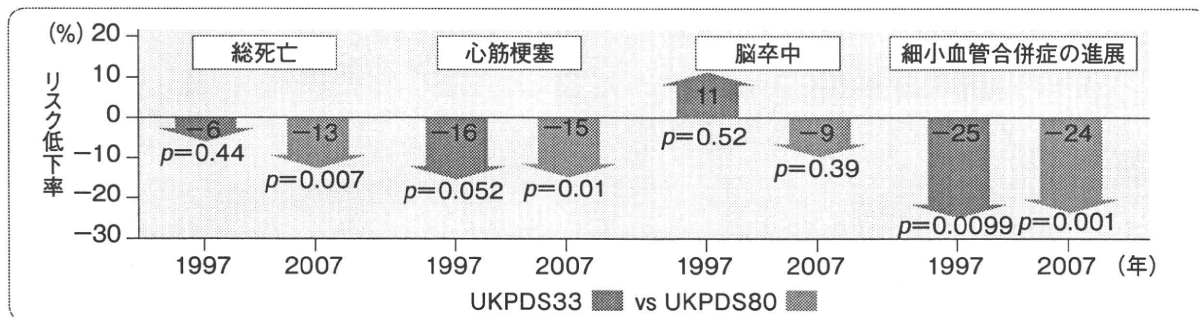 (%)
20
10
0
−10
−20
−30
リスク低下率
総死亡
心筋梗塞
脳卒中
細小血管合併症の進展
−6
p=0.44
−13
p=0.007
−16
p=0.052
−15
p=0.01
11
p=0.52
−9
p=0.39
−25
p=0.0099
−24
p=0.001
1997 2007 1997 2007 1997 2007 1997 2007 (年)
UKPDS33 vs UKPDS80